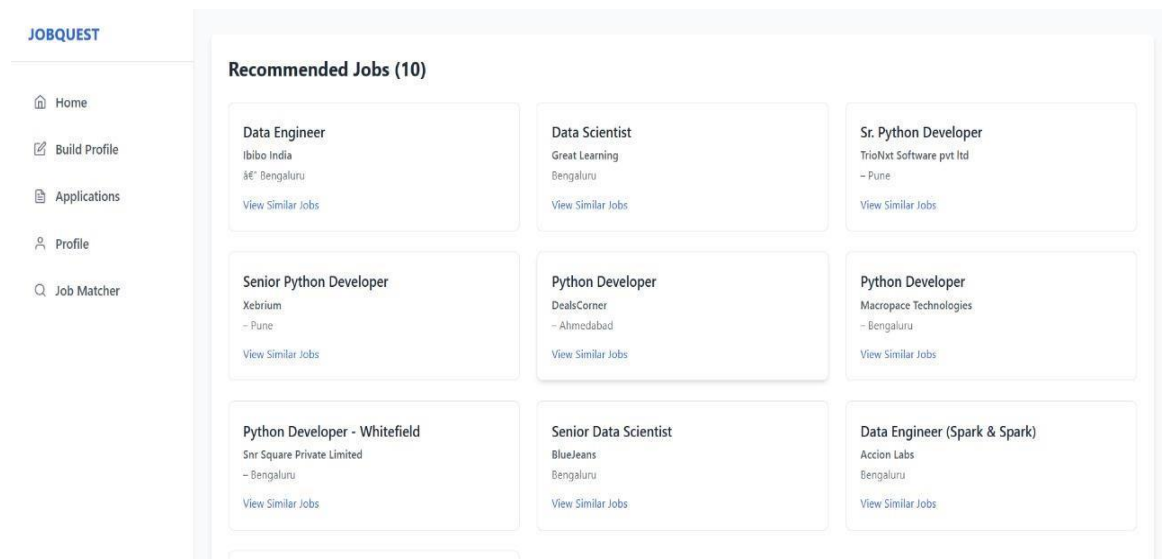 JOBQUEST
Home
Build Profile
Applications
Profile
Job Matcher
Recommended Jobs (10)
Data Engineer
Ibibo India
â€“ Bengaluru
View Similar Jobs
Data Scientist
Great Learning
Bengaluru
View Similar Jobs
Sr. Python Developer
TrioNxt Software pvt ltd
– Pune
View Similar Jobs
Senior Python Developer
Xebrium
– Pune
View Similar Jobs
Python Developer
DealsCorner
– Ahmedabad
View Similar Jobs
Python Developer
Macropace Technologies
– Bengaluru
View Similar Jobs
Python Developer - Whitefield
Snr Square Private Limited
– Bengaluru
View Similar Jobs
Senior Data Scientist
BlueJeans
Bengaluru
View Similar Jobs
Data Engineer (Spark & Spark)
Accion Labs
Bengaluru
View Similar Jobs